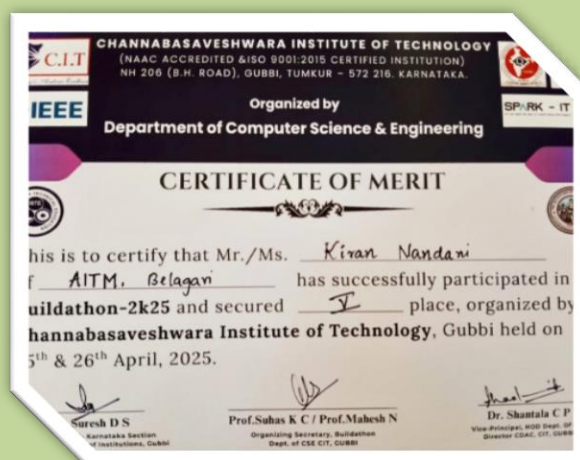 C.I.T
CHANNABASAVESHWARA INSTITUTE OF TECHNOLOGY
(NAAC ACCREDITED &ISO 9001:2015 CERTIFIED INSTITUTION)
NH 206 (B.H. ROAD), GUBBI, TUMKUR - 572 216. KARNATAKA.
IEEE
SPARK - IT
Organized by
Department of Computer Science & Engineering
CERTIFICATE OF MERIT
his is to certify that Mr./Ms. Kiran Nandani
f AITM, Belagavi has successfully participated in
uildathon-2k25 and secured V place, organized by
hannabasaveshwara Institute of Technology, Gubbi held on
5th & 26th April, 2025.
Suresh D S
Karnataka Section
of Institutions, Gubbi
Prof.Suhas K C / Prof.Mahesh N
Organizing Secretary, Buildathon
Dept. of CSE CIT, GUBBI
Dr. Shantala C P
Vice-Principal, HOD Dept. Of
Director CDAC, CIT, GUBBI